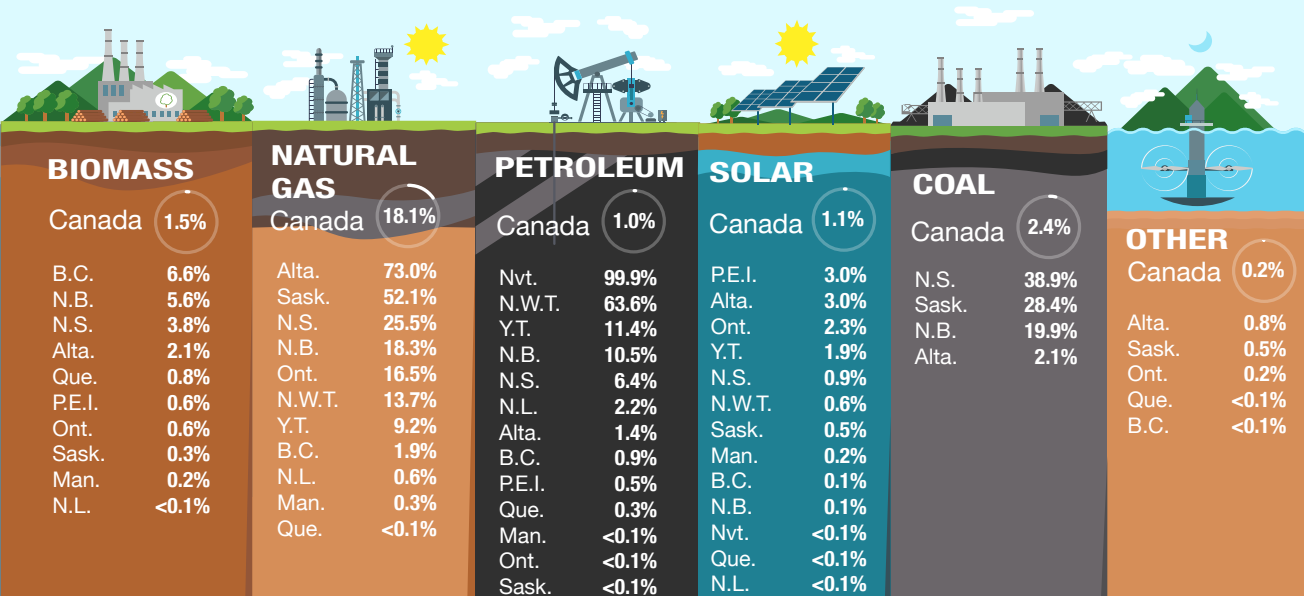 BIOMASS
Canada 1.5%
B.C. 6.6%
N.B. 5.6%
N.S. 3.8%
Alta. 2.1%
Que. 0.8%
P.E.I. 0.6%
Ont. 0.6%
Sask. 0.3%
Man. 0.2%
N.L. <0.1%
NATURAL
GAS
Canada 18.1%
Alta. 73.0%
Sask. 52.1%
N.S. 25.5%
N.B. 18.3%
Ont. 16.5%
N.W.T. 13.7%
Y.T. 9.2%
B.C. 1.9%
N.L. 0.6%
Man. 0.3%
Que. <0.1%
PETROLEUM
Canada 1.0%
Nvt. 99.9%
N.W.T. 63.6%
Y.T. 11.4%
N.B. 10.5%
N.S. 6.4%
N.L. 2.2%
Alta. 1.4%
B.C. 0.9%
P.E.I. 0.5%
Que. 0.3%
Man. <0.1%
Ont. <0.1%
Sask. <0.1%
SOLAR
Canada 1.1%
P.E.I. 3.0%
Alta. 3.0%
Ont. 2.3%
Y.T. 1.9%
N.S. 0.9%
N.W.T. 0.6%
Sask. 0.5%
Man. 0.2%
B.C. 0.1%
N.B. 0.1%
Nvt. <0.1%
Que. <0.1%
N.L. <0.1%
COAL
Canada 2.4%
N.S. 38.9%
Sask. 28.4%
N.B. 19.9%
Alta. 2.1%
OTHER
Canada 0.2%
Alta. 0.8%
Sask. 0.5%
Ont. 0.2%
Que. <0.1%
B.C. <0.1%